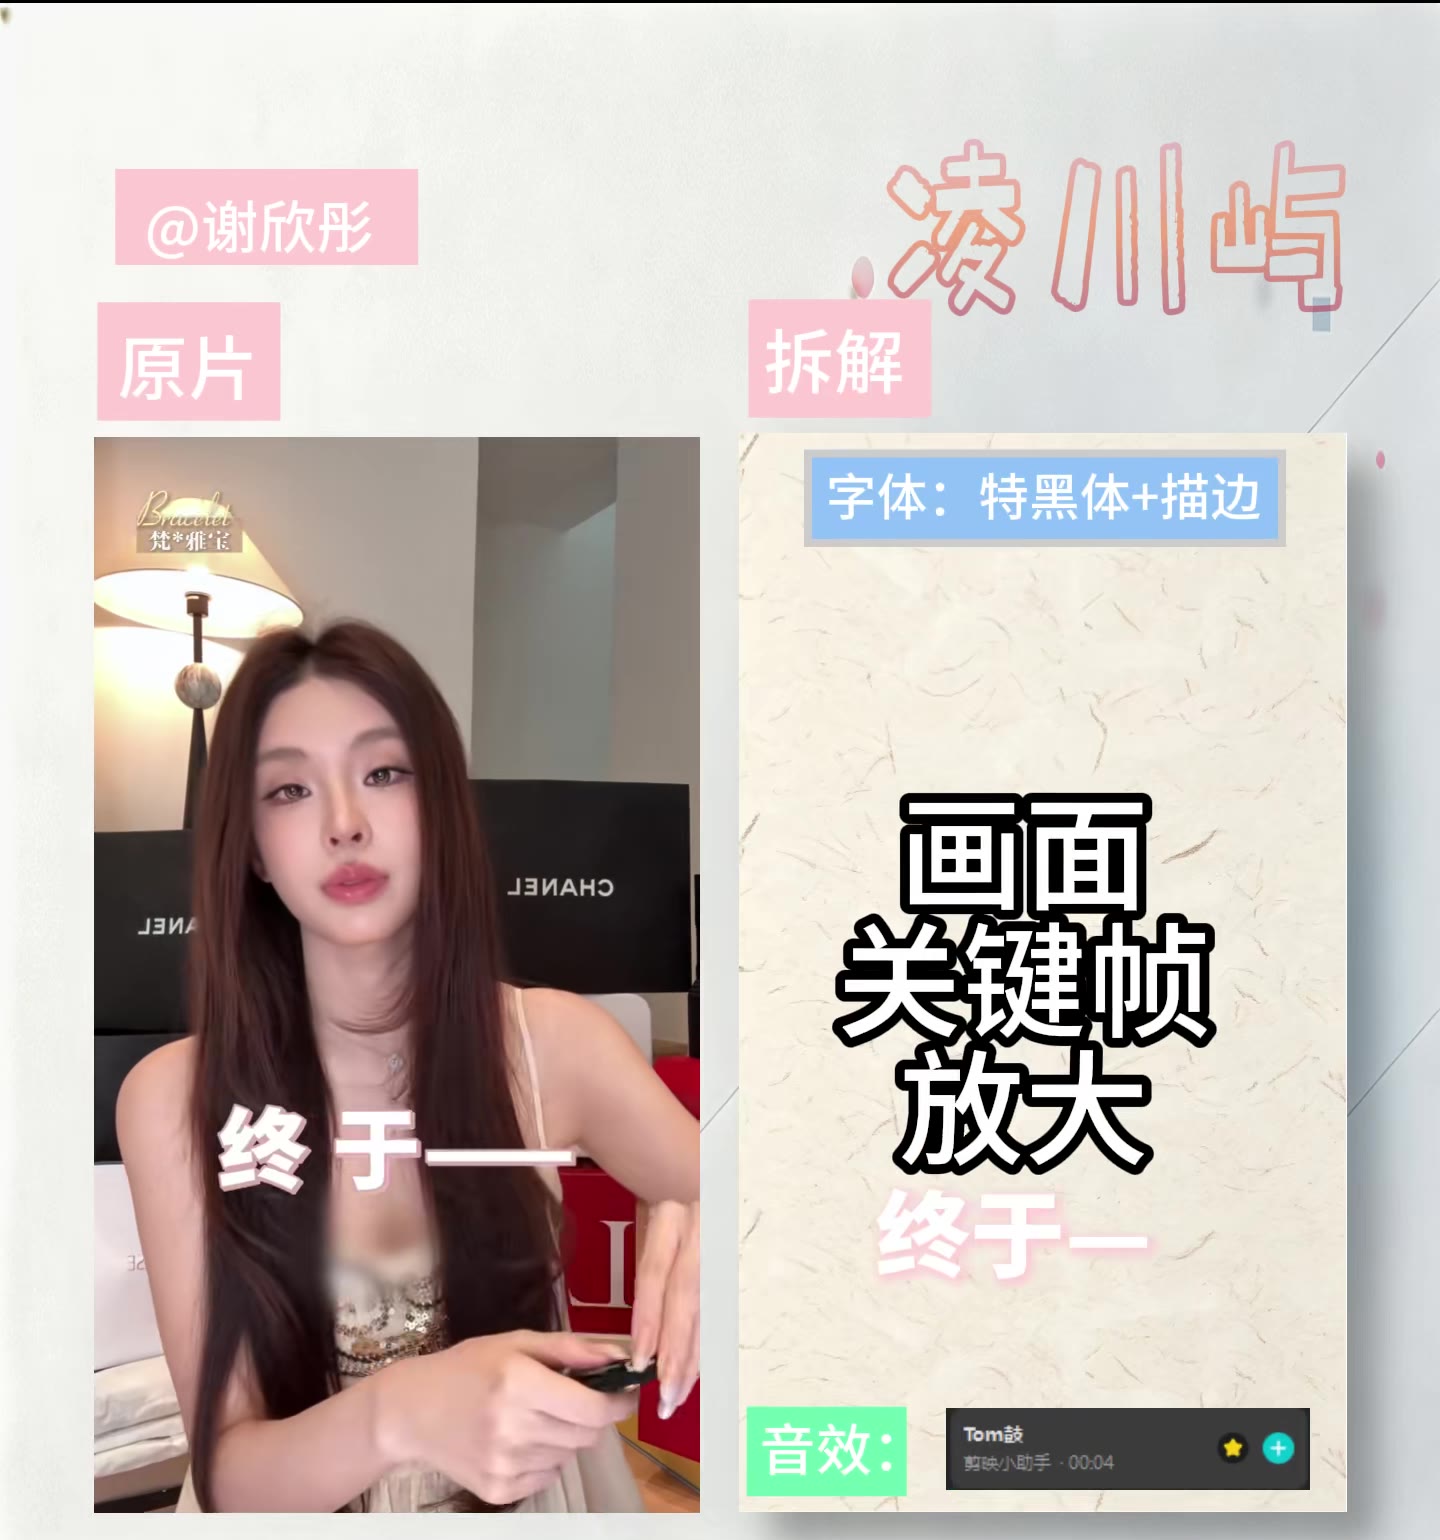 凌川屿
@谢欣彤
原片
拆解
Bracelet
梵*雅宝
CHANEL
ANEL
终于——
字体：特黑体+描边
画面
关键帧
放大
终于—
音效：
Tom鼓
剪映小助手 · 00:04